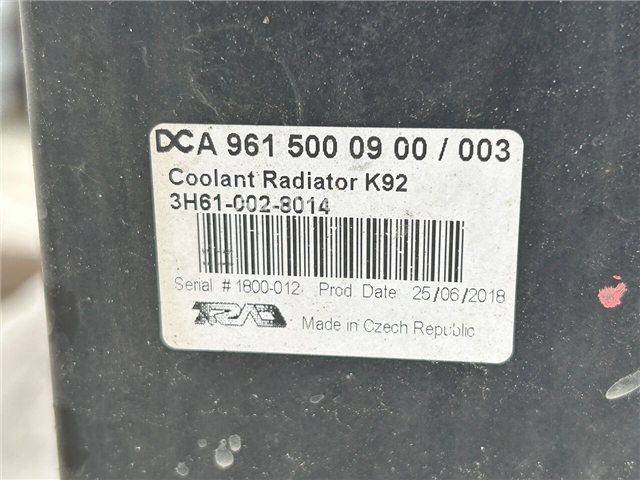 DCA 961 500 09 00 / 003
Coolant Radiator K92
3H61-002-8014
Serial # 1800-012 Prod. Date: 25/06/2018
Made in Czech Republic